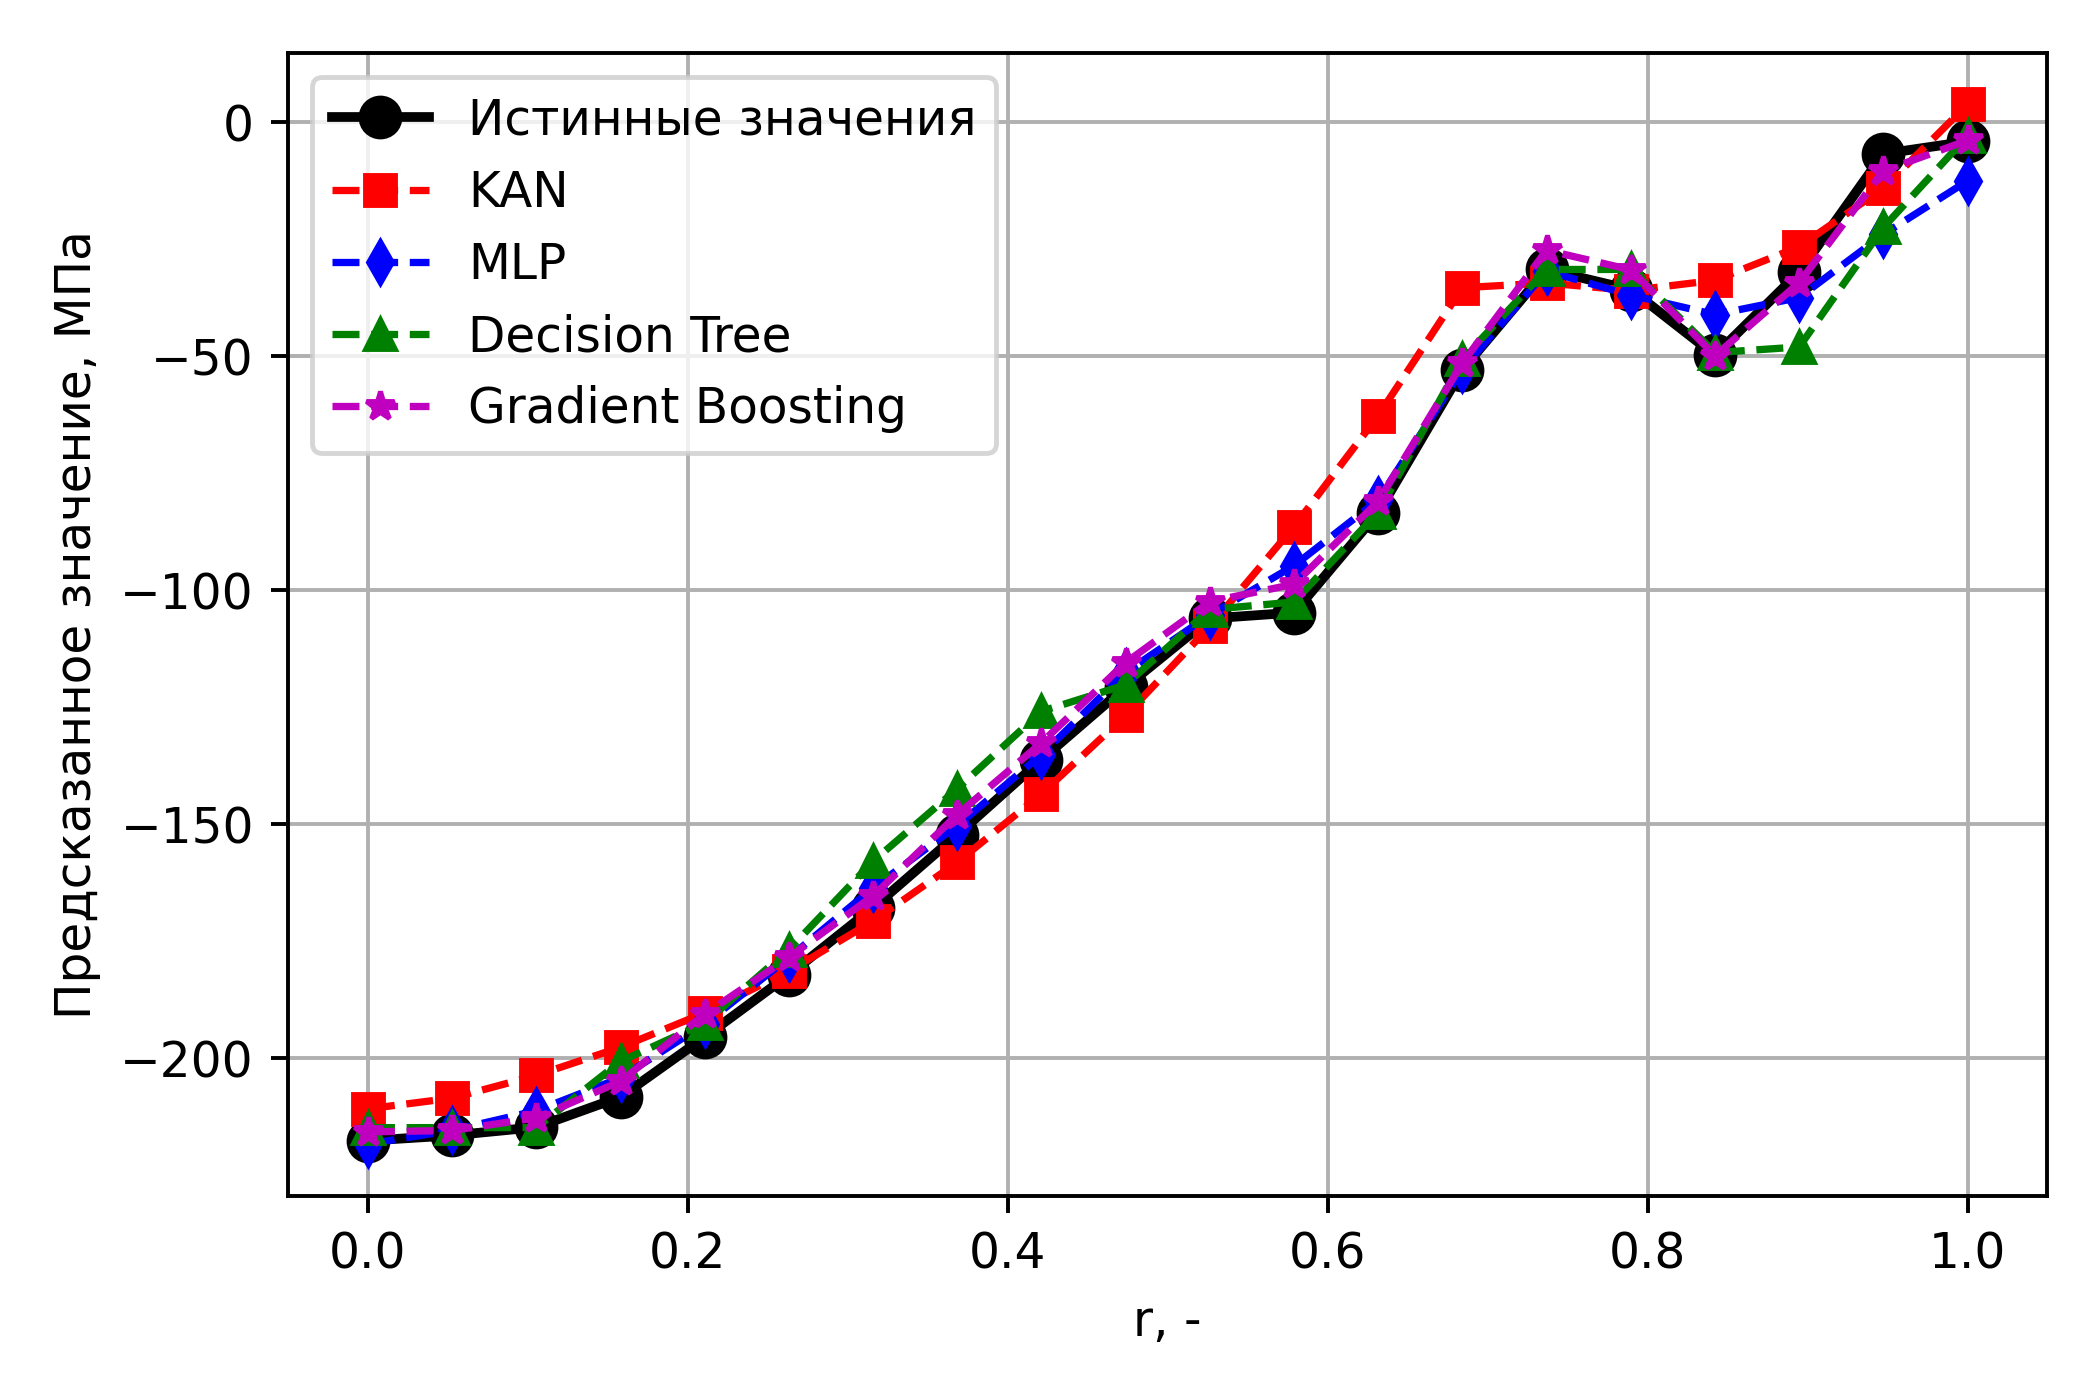 Истинные значения
KAN
MLP
Decision Tree
Gradient Boosting
Предсказанное значение, МПа
0
−50
−100
−150
−200
0.0 0.2 0.4 0.6 0.8 1.0
r, -